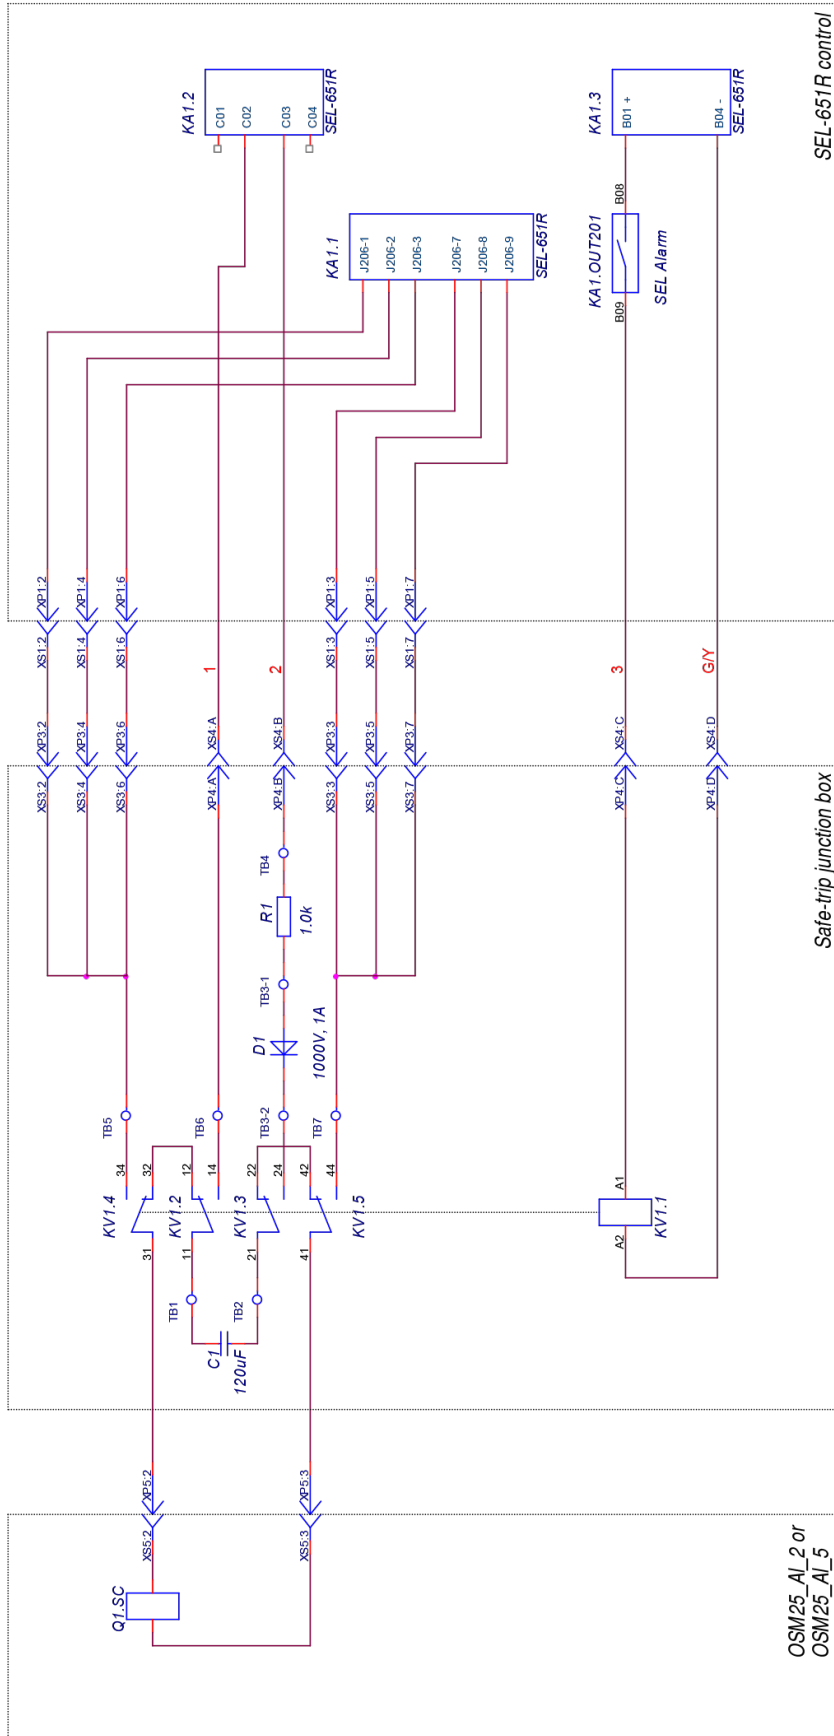 SEL-651R control
KA1.2
C01
C02
C03
C04
SEL-651R
KA1.3
B01 +
B04 -
SEL-651R
KA1.1
J206-1
J206-2
J206-3
J206-7
J206-8
J206-9
SEL-651R
B08
KA1.OUT201
SEL Alarm
B09
XP1:2
XP1:4
XP1:6
XP1:3
XP1:5
XP1:7
XS1:2
XS1:4
XS1:6
XS1:3
XS1:5
XS1:7
1
2
3
G/Y
XP3:2
XP3:4
XP3:6
XS4:A
XS4:B
XP3:3
XP3:5
XP3:7
XS4:C
XS4:D
XS3:2
XS3:4
XS3:6
XP4:A
XP4:B
XS3:3
XS3:5
XS3:7
XP4:C
XP4:D
Safe-trip junction box
TB4
R1
1.0k
TB3-1
D1
1000V, 1A
TB5
TB6
TB3-2
TB7
34
32
12
14
22
24
42
44
KV1.4
KV1.2
KV1.3
KV1.5
31
11
21
41
A1
A2
KV1.1
TB1
TB2
C1
120uF
XP5:2
XP5:3
XS5:2
XS5:3
Q1.SC
OSM25_Al_2 or
OSM25_Al_5